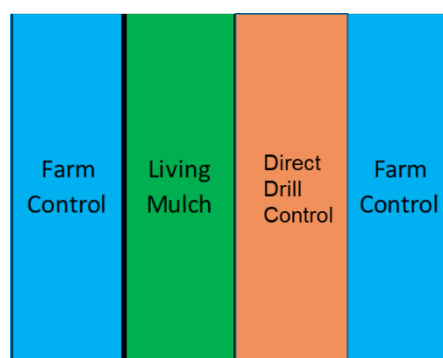 Farm
Control
Living
Mulch
Direct
Drill
Control
Farm
Control